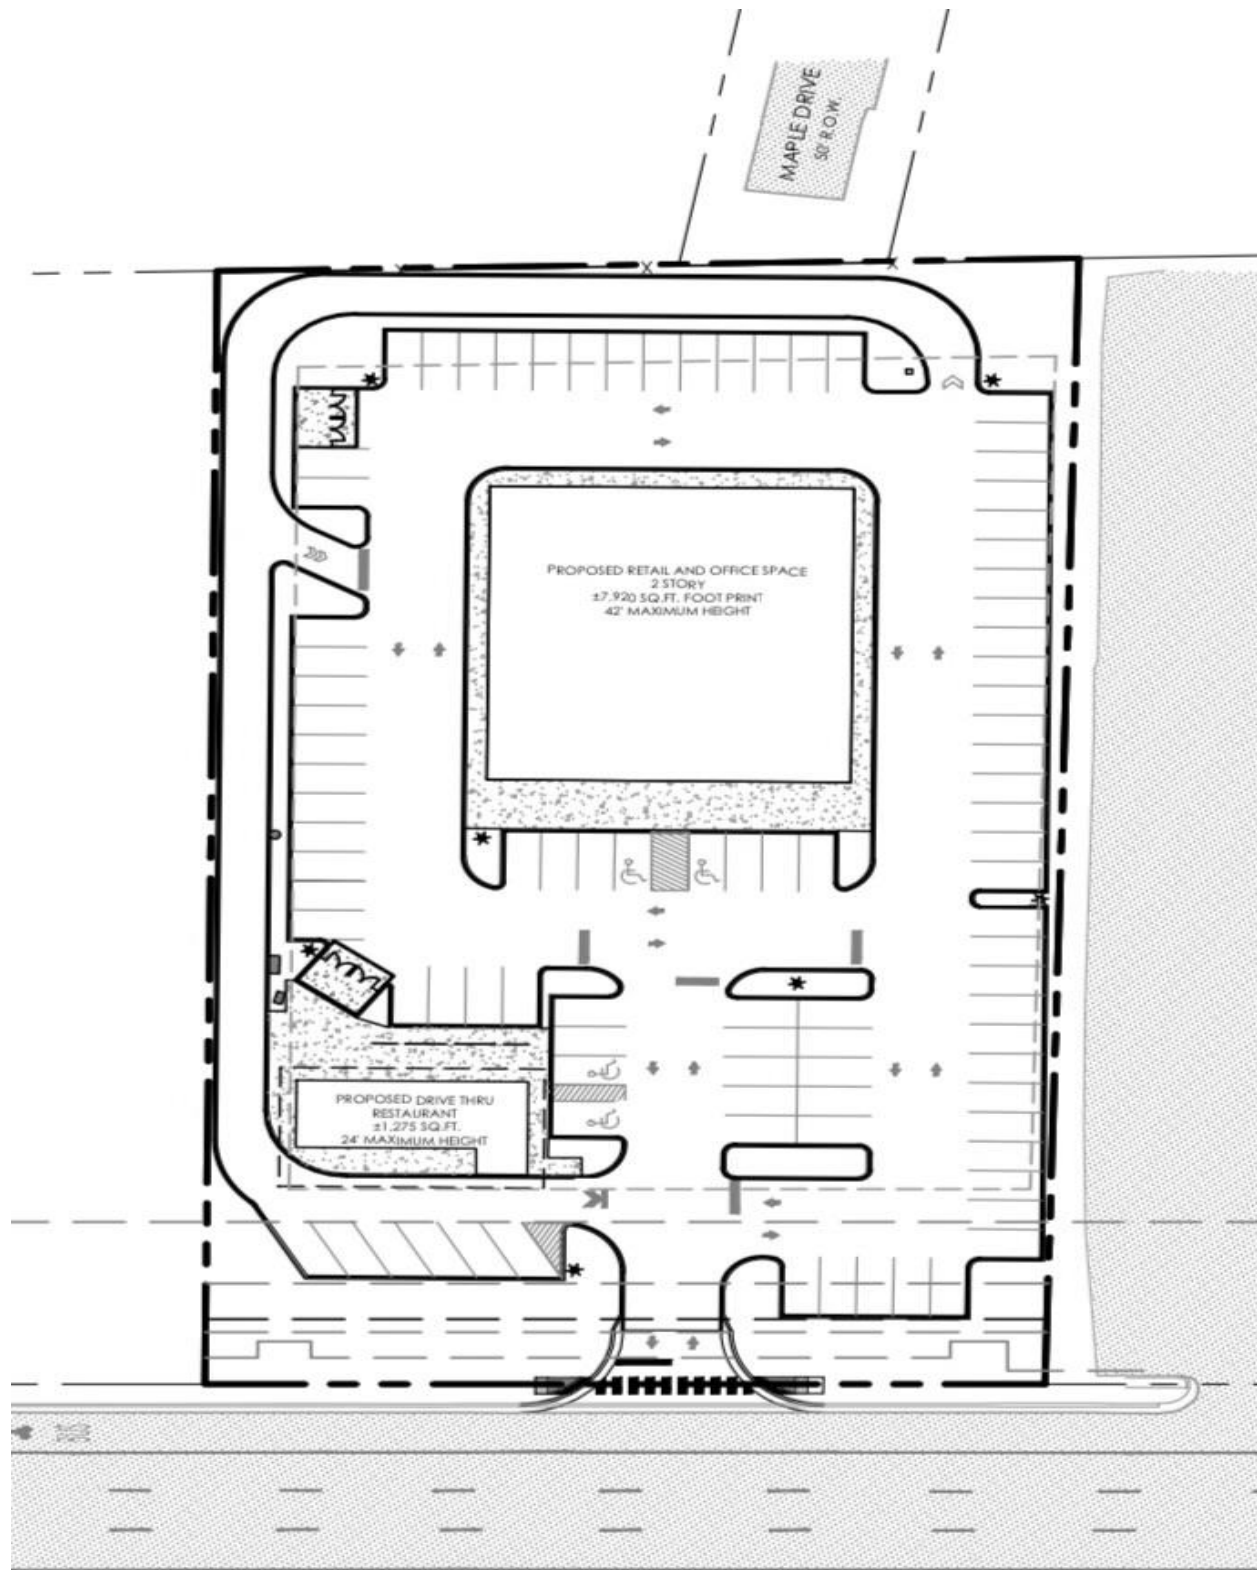 MAPLE DRIVE
50' R.O.W.
PROPOSED RETAIL AND OFFICE SPACE
2 STORY
±7,920 SQ.FT. FOOT PRINT
42' MAXIMUM HEIGHT
PROPOSED DRIVE THRU
RESTAURANT
±1,275 SQ.FT.
24' MAXIMUM HEIGHT